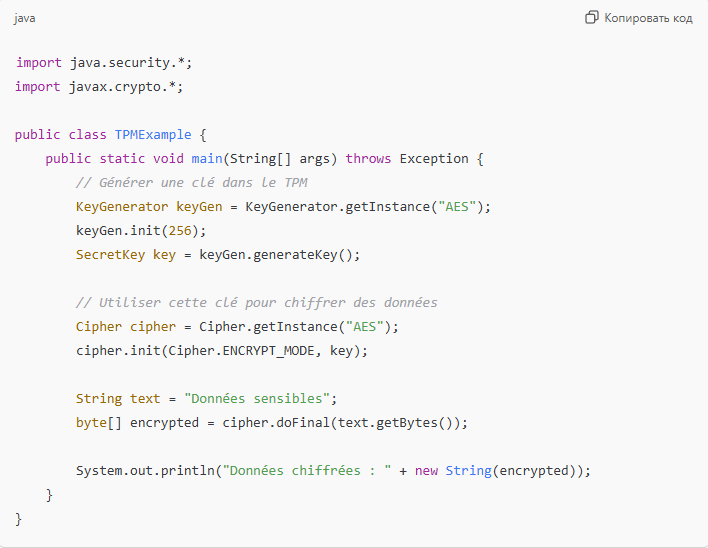 java
Копировать код
import java.security.*;
import javax.crypto.*;
public class TPMExample {
    public static void main(String[] args) throws Exception {
        // Générer une clé dans le TPM
        KeyGenerator keyGen = KeyGenerator.getInstance("AES");
        keyGen.init(256);
        SecretKey key = keyGen.generateKey();
        // Utiliser cette clé pour chiffrer des données
        Cipher cipher = Cipher.getInstance("AES");
        cipher.init(Cipher.ENCRYPT_MODE, key);
        String text = "Données sensibles";
        byte[] encrypted = cipher.doFinal(text.getBytes());
        System.out.println("Données chiffrées : " + new String(encrypted));
    }
}